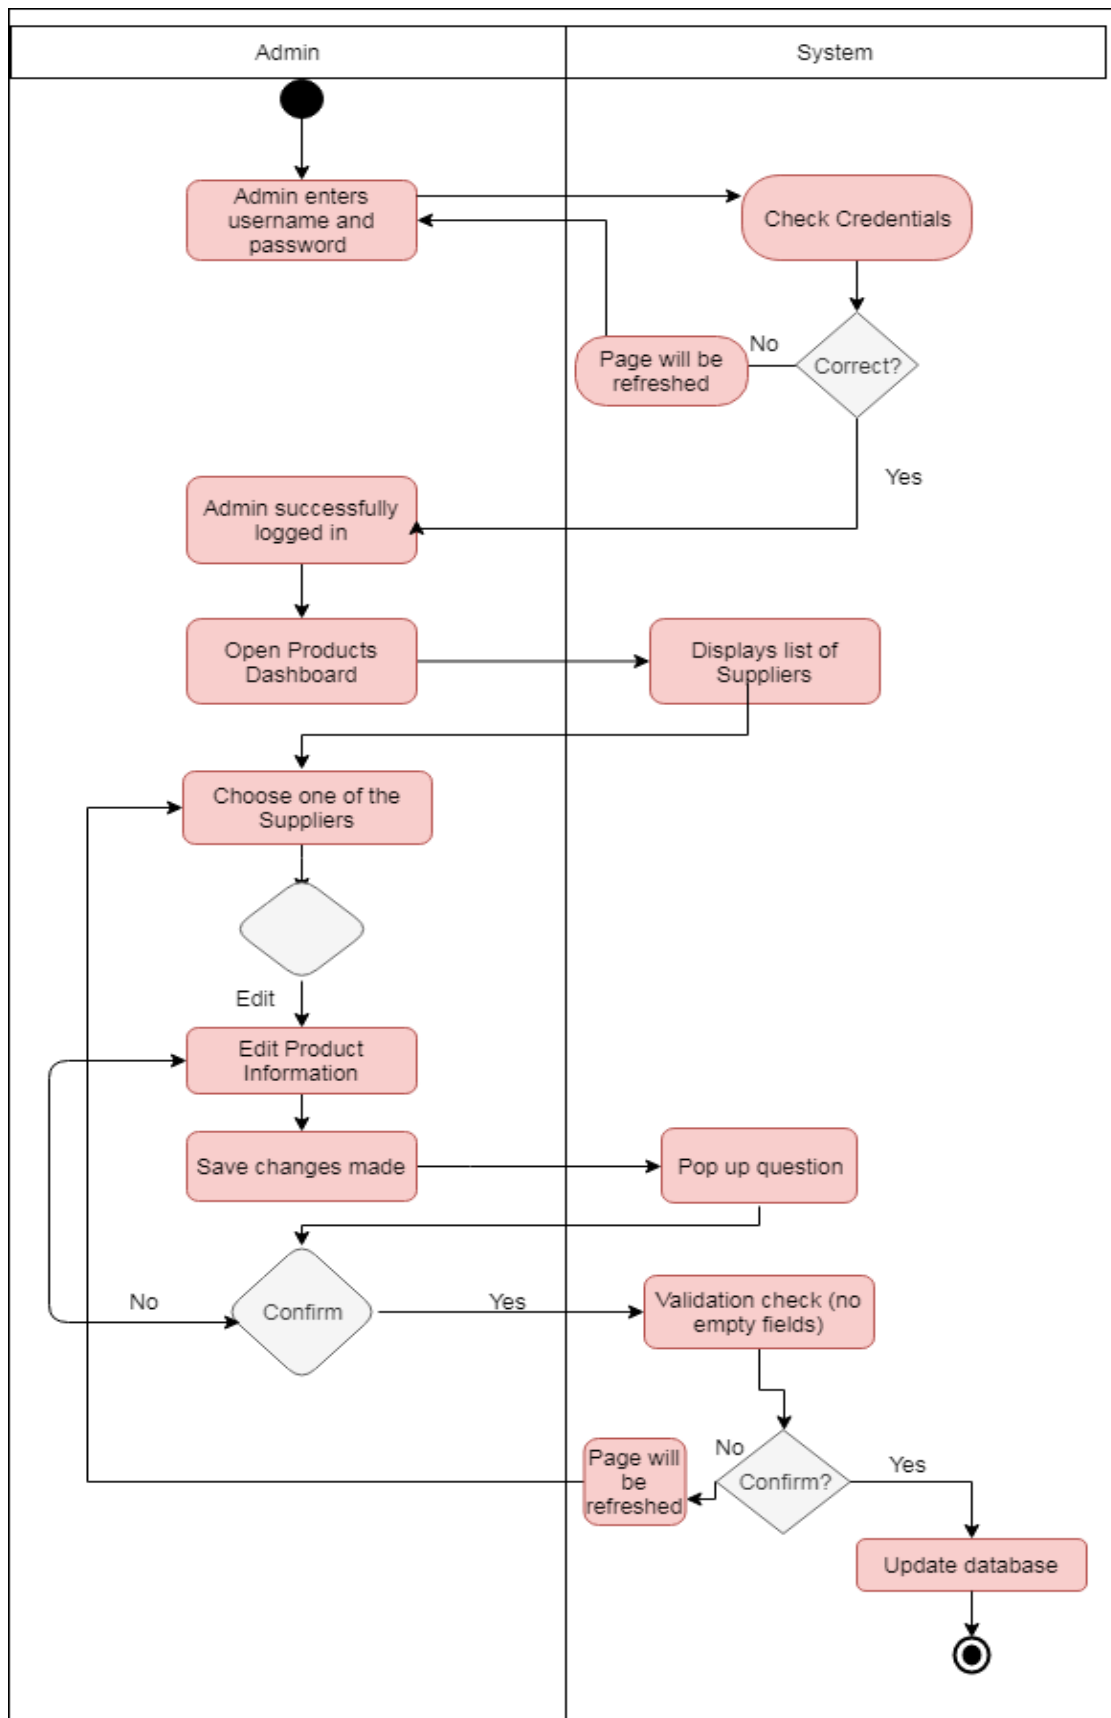 Admin
System
Admin enters
username and
password
Check Credentials
No
Page will be
refreshed
Correct?
Yes
Admin successfully
logged in
Open Products
Dashboard
Displays list of
Suppliers
Choose one of the
Suppliers
Edit
Edit Product
Information
Save changes made
Pop up question
No
Confirm
Yes
Validation check (no
empty fields)
No
Page will
be
refreshed
Confirm?
Yes
Update database